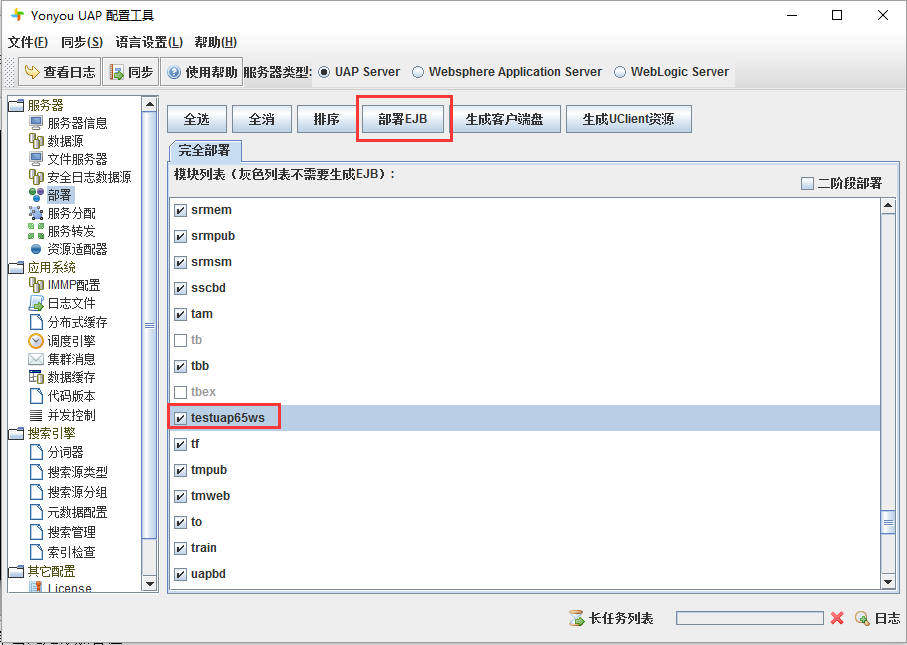 Yonyou UAP 配置工具
文件(F) 同步(S) 语言设置(L) 帮助(H)
查看日志 同步 使用帮助 服务器类型: UAP Server Websphere Application Server WebLogic Server
服务器
服务器信息
数据源
文件服务器
安全日志数据源
部署
服务分配
服务转发
资源适配器
应用系统
IMMP配置
日志文件
分布式缓存
调度引擎
集群消息
数据缓存
代码版本
并发控制
搜索引擎
分词器
搜索源类型
搜索源分组
元数据配置
搜索管理
索引检查
其它配置
License
全选 全消 排序 部署EJB 生成客户端盘 生成UClient资源
完全部署
模块列表（灰色列表不需要生成EJB）:
二阶段部署
srmem
srmpub
srmsm
sscbd
tam
tb
tbb
tbex
testuap65ws
tf
tmpub
tmweb
to
train
uapbd
长任务列表 日志